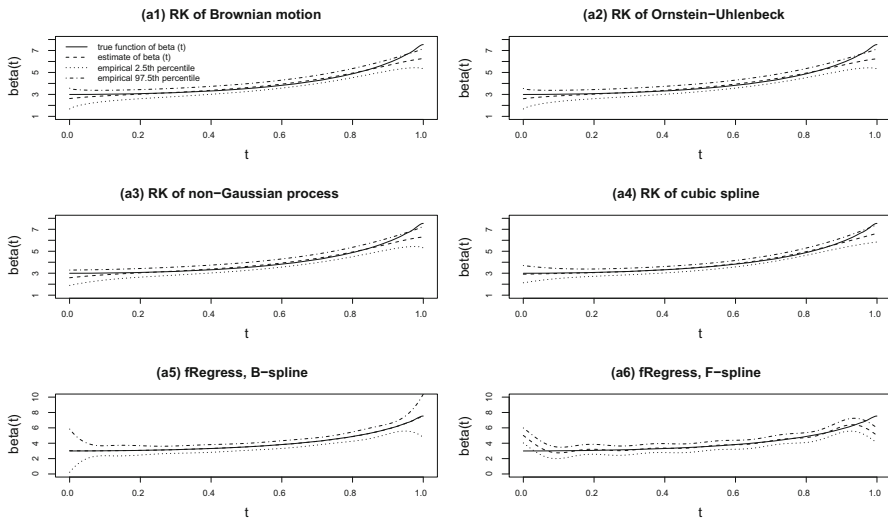 (a1) RK of Brownian motion
beta(t)
7
5
3
1
true function of beta (t)
estimate of beta (t)
empirical 2.5th percentile
empirical 97.5th percentile
0.0 0.2 0.4 0.6 0.8 1.0
t
(a2) RK of Ornstein−Uhlenbeck
beta(t)
7
5
3
1
0.0 0.2 0.4 0.6 0.8 1.0
t
(a3) RK of non−Gaussian process
beta(t)
7
5
3
1
0.0 0.2 0.4 0.6 0.8 1.0
t
(a4) RK of cubic spline
beta(t)
7
5
3
1
0.0 0.2 0.4 0.6 0.8 1.0
t
(a5) fRegress, B−spline
beta(t)
10
8
6
4
2
0
0.0 0.2 0.4 0.6 0.8 1.0
t
(a6) fRegress, F−spline
beta(t)
10
8
6
4
2
0
0.0 0.2 0.4 0.6 0.8 1.0
t